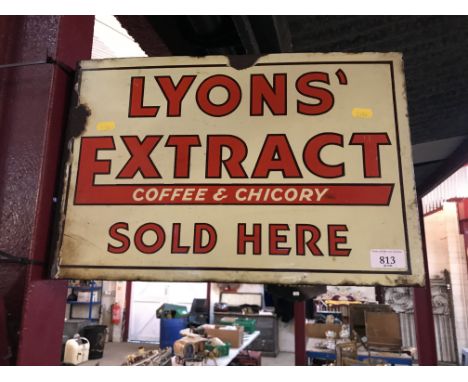 LYONS'
EXTRACT
COFFEE & CHICORY
SOLD HERE
813